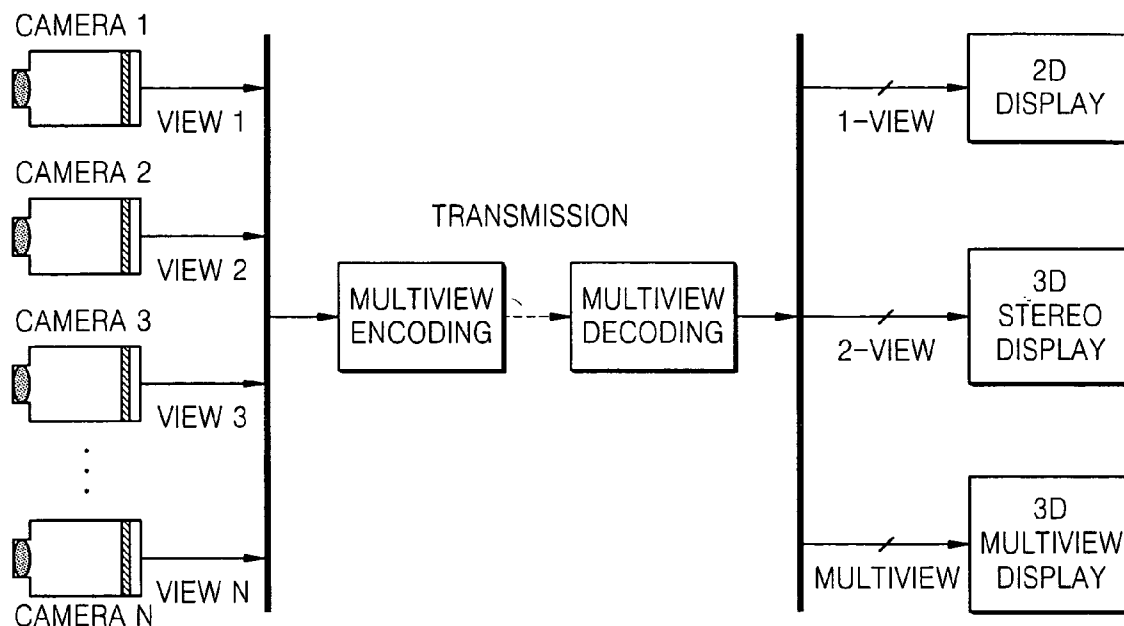 CAMERA 1
VIEW 1
CAMERA 2
VIEW 2
CAMERA 3
VIEW 3
VIEW N
CAMERA N
TRANSMISSION
MULTIVIEW
ENCODING
MULTIVIEW
DECODING
1-VIEW
2D
DISPLAY
2-VIEW
3D
STEREO
DISPLAY
MULTIVIEW
3D
MULTIVIEW
DISPLAY